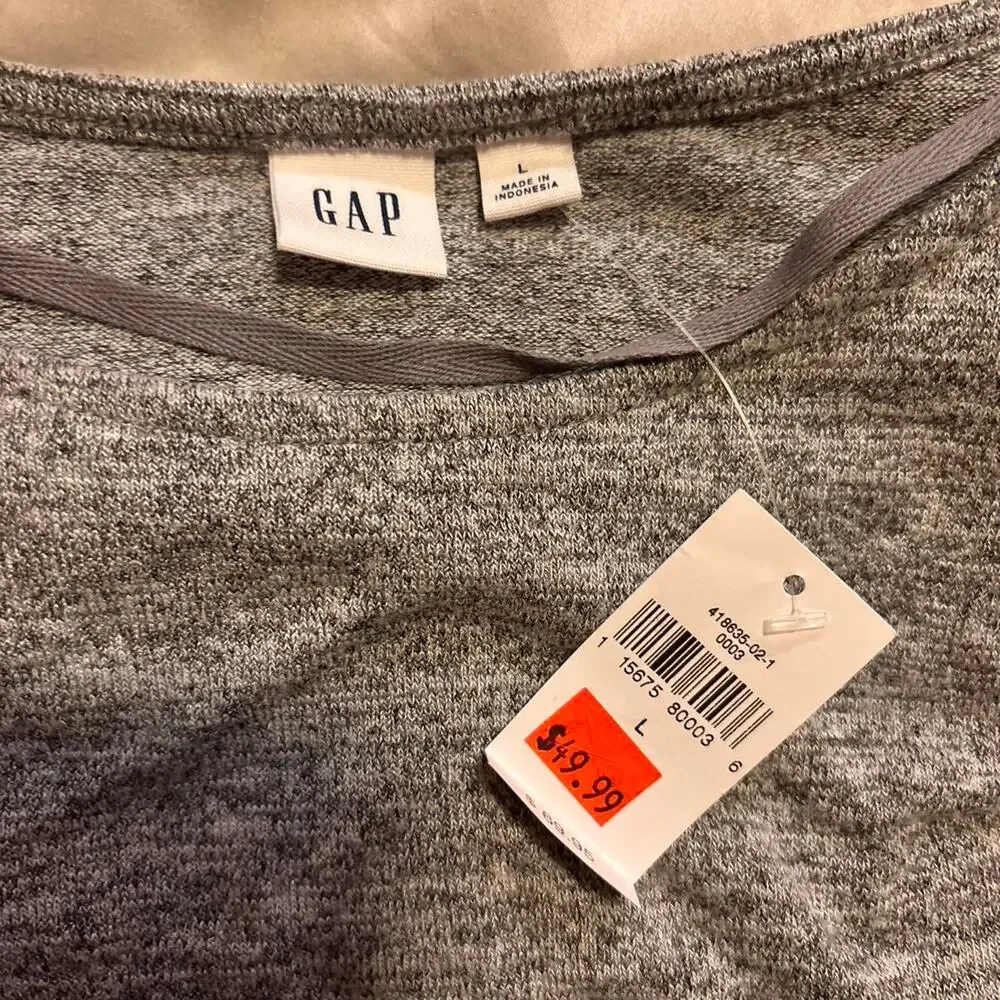 GAP
L
MADE IN
INDONESIA
418635-02-1
0003
1 15675 80003 6
L
$49.99
$ 69.95